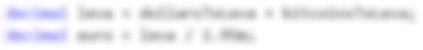 decimal leva = dollarsToLeva + bitcoinsToLeva;
decimal euro = leva / 1.95m;